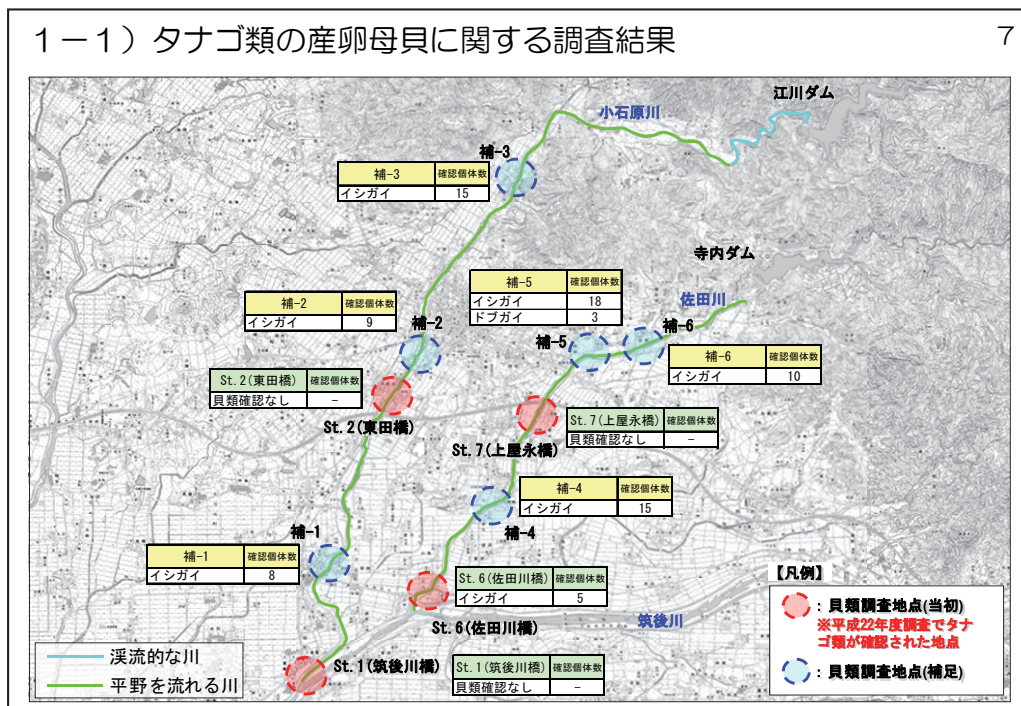 1-1）タナゴ類の産卵母貝に関する調査結果
7
江川ダム
小石原川
補-3
補-3 確認個体数
イシガイ 15
寺内ダム
佐田川
補-5 確認個体数
イシガイ 18
ドブガイ 3
補-2 確認個体数
イシガイ 9
補-2
補-5
補-6
補-6 確認個体数
イシガイ 10
St.2(東田橋) 確認個体数
貝類確認なし -
St.2(東田橋)
St.7(上屋永橋) 確認個体数
貝類確認なし -
St.7(上屋永橋)
補-4 確認個体数
イシガイ 15
補-4
補-1
補-1 確認個体数
イシガイ 8
St.6(佐田川橋) 確認個体数
イシガイ 5
St.6(佐田川橋)
筑後川
St.1(筑後川橋)
St.1(筑後川橋) 確認個体数
貝類確認なし -
渓流的な川
平野を流れる川
【凡例】
：貝類調査地点(当初)
※平成22年度調査でタナ
ゴ類が確認された地点
：貝類調査地点(補足)